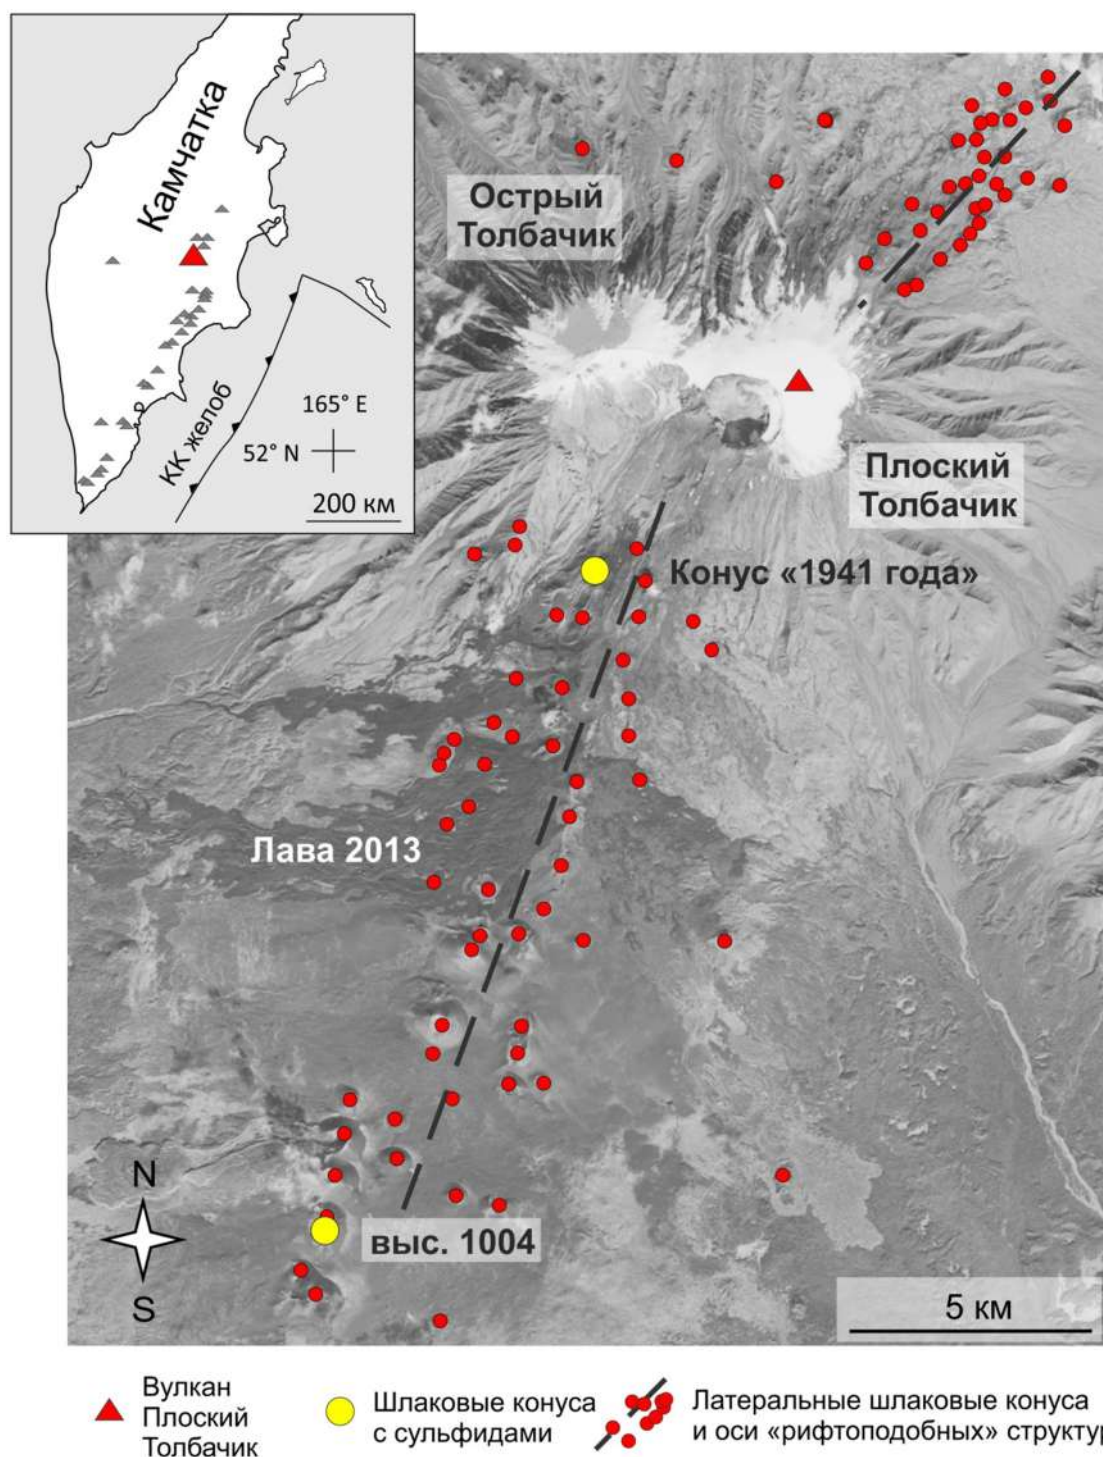 Камчатка
КК желоб
165° E
52° N
200 км
Острый
Толбачик
Плоский
Толбачик
Конус «1941 года»
Лава 2013
N
S
выс. 1004
5 км
Вулкан
Плоский
Толбачик
Шлаковые конуса
с сульфидами
Латеральные шлаковые конуса
и оси «рифтоподобных» структур